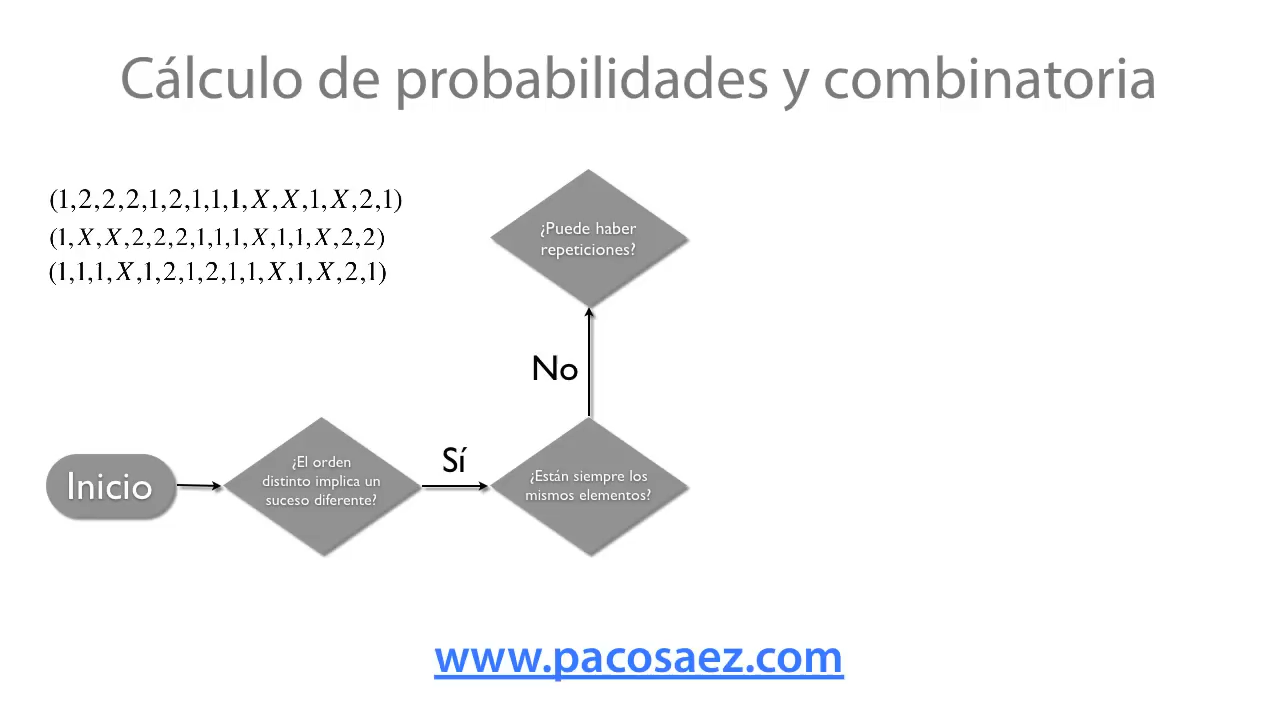 Cálculo de probabilidades y combinatoria
(1,2,2,2,1,2,1,1,1,X,X,1,X,2,1)
(1,X,X,2,2,2,1,1,1,X,1,1,X,2,2)
(1,1,1,X,1,2,1,2,1,1,X,1,X,2,1)
¿Puede haber
repeticiones?
No
Inicio
¿El orden
distinto implica un
suceso diferente?
Sí
¿Están siempre los
mismos elementos?
www.pacosaez.com